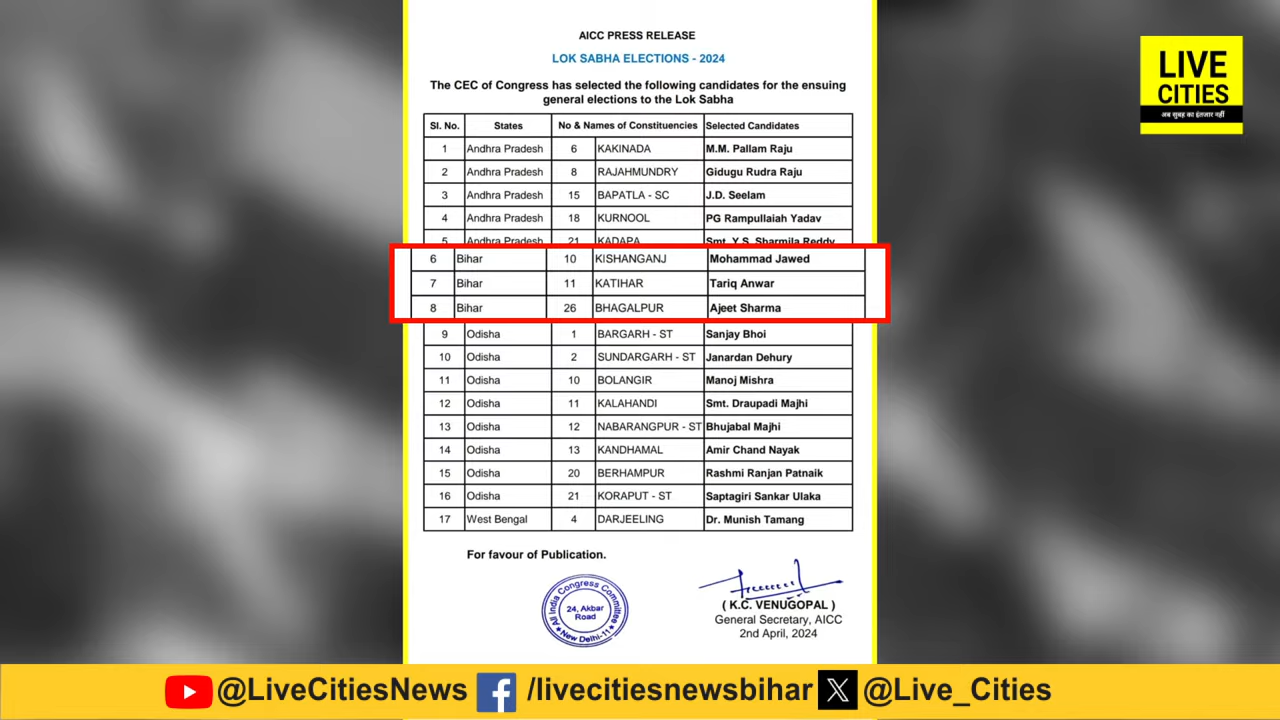 AICC PRESS RELEASE
LOK SABHA ELECTIONS - 2024
The CEC of Congress has selected the following candidates for the ensuing
general elections to the Lok Sabha
Sl. No. States No & Names of Constituencies Selected Candidates
1 Andhra Pradesh 6 KAKINADA M.M. Pallam Raju
2 Andhra Pradesh 8 RAJAHMUNDRY Gidugu Rudra Raju
3 Andhra Pradesh 15 BAPATLA - SC J.D. Seelam
4 Andhra Pradesh 18 KURNOOL PG Rampullaiah Yadav
5 Andhra Pradesh 21 KADAPA Smt. Y.S. Sharmila Reddy
6 Bihar 10 KISHANGANJ Mohammad Jawed
7 Bihar 11 KATIHAR Tariq Anwar
8 Bihar 26 BHAGALPUR Ajeet Sharma
9 Odisha 1 BARGARH - ST Sanjay Bhoi
10 Odisha 2 SUNDARGARH - ST Janardan Dehury
11 Odisha 10 BOLANGIR Manoj Mishra
12 Odisha 11 KALAHANDI Smt. Draupadi Majhi
13 Odisha 12 NABARANGPUR - ST Bhujabal Majhi
14 Odisha 13 KANDHAMAL Amir Chand Nayak
15 Odisha 20 BERHAMPUR Rashmi Ranjan Patnaik
16 Odisha 21 KORAPUT - ST Saptagiri Sankar Ulaka
17 West Bengal 4 DARJEELING Dr. Munish Tamang
For favour of Publication.
All India Congress Committee
24, Akbar
Road
New Delhi-11
( K.C. VENUGOPAL )
General Secretary, AICC
2nd April, 2024
LIVE
CITIES
अब सुबह का इंतजार नहीं
@LiveCitiesNews /livecitiesnewsbihar @Live_Cities